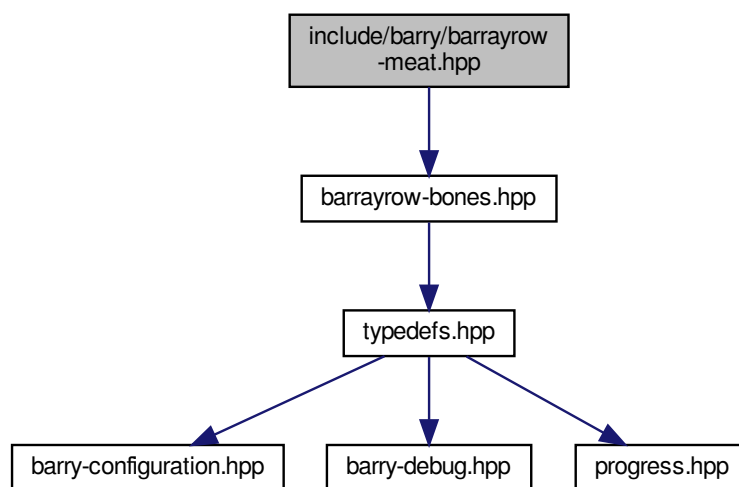 include/barry/barrayrow
-meat.hpp
barrayrow-bones.hpp
typedefs.hpp
barry-configuration.hpp
barry-debug.hpp
progress.hpp